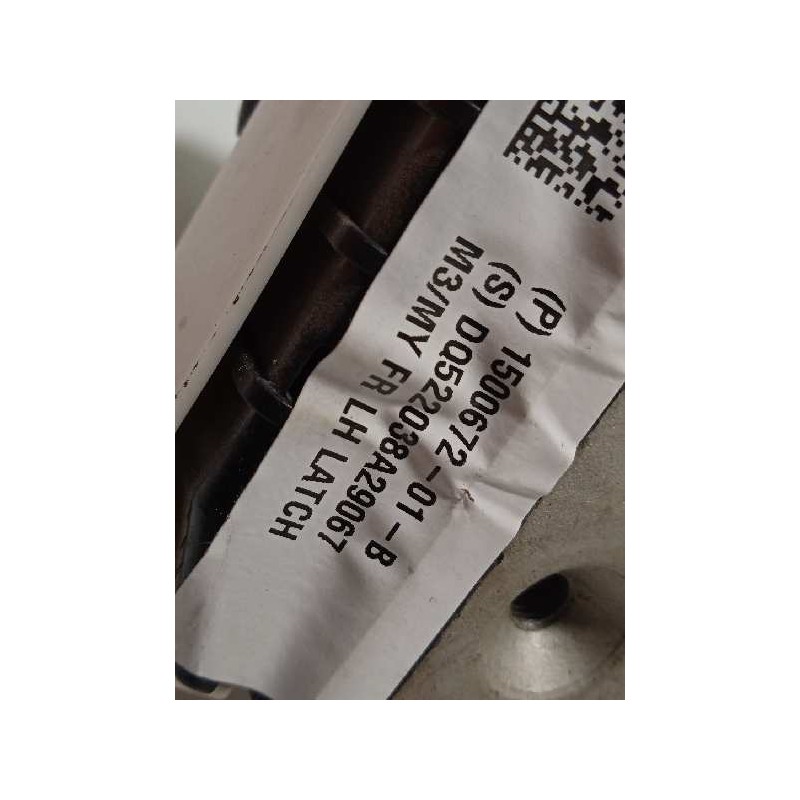 (P) 1500672-01-B
(S) DQ522038A29067
M3/MY FR LH LATCH